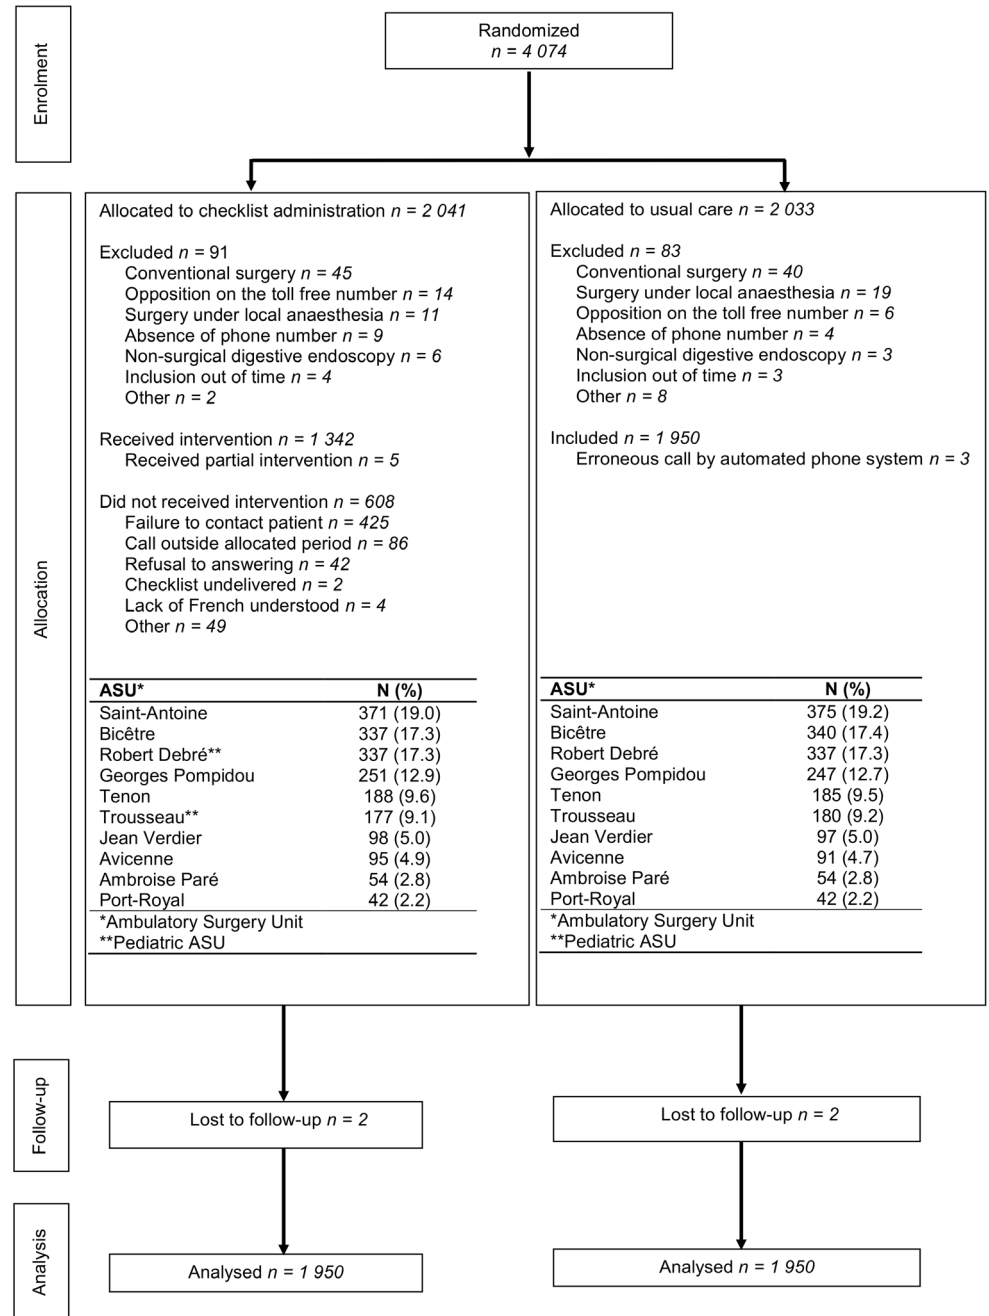 Enrolment
Randomized
n = 4 074
Allocation
Allocated to checklist administration n = 2 041
Excluded n = 91
Conventional surgery n = 45
Opposition on the toll free number n = 14
Surgery under local anaesthesia n = 11
Absence of phone number n = 9
Non-surgical digestive endoscopy n = 6
Inclusion out of time n = 4
Other n = 2
Received intervention n = 1 342
Received partial intervention n = 5
Did not received intervention n = 608
Failure to contact patient n = 425
Call outside allocated period n = 86
Refusal to answering n = 42
Checklist undelivered n = 2
Lack of French understood n = 4
Other n = 49
ASU* N (%)
Saint-Antoine 371 (19.0)
Bicêtre 337 (17.3)
Robert Debré** 337 (17.3)
Georges Pompidou 251 (12.9)
Tenon 188 (9.6)
Trousseau** 177 (9.1)
Jean Verdier 98 (5.0)
Avicenne 95 (4.9)
Ambroise Paré 54 (2.8)
Port-Royal 42 (2.2)
*Ambulatory Surgery Unit
**Pediatric ASU
Allocated to usual care n = 2 033
Excluded n = 83
Conventional surgery n = 40
Surgery under local anaesthesia n = 19
Opposition on the toll free number n = 6
Absence of phone number n = 4
Non-surgical digestive endoscopy n = 3
Inclusion out of time n = 3
Other n = 8
Included n = 1 950
Erroneous call by automated phone system n = 3
ASU* N (%)
Saint-Antoine 375 (19.2)
Bicêtre 340 (17.4)
Robert Debré 337 (17.3)
Georges Pompidou 247 (12.7)
Tenon 185 (9.5)
Trousseau 180 (9.2)
Jean Verdier 97 (5.0)
Avicenne 91 (4.7)
Ambroise Paré 54 (2.8)
Port-Royal 42 (2.2)
*Ambulatory Surgery Unit
**Pediatric ASU
Follow-up
Lost to follow-up n = 2
Lost to follow-up n = 2
Analysis
Analysed n = 1 950
Analysed n = 1 950